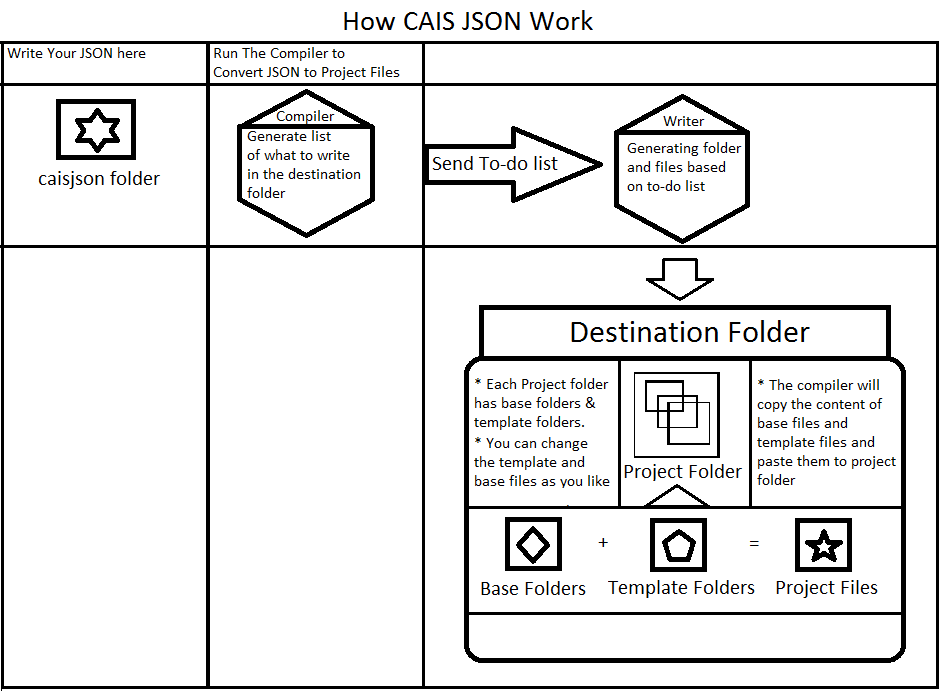 How CAIS JSON Work
Write Your JSON here
Run The Compiler to
Convert JSON to Project Files
caisjson folder
Compiler
Generate list
of what to write
in the destination
folder
Send To-do list
Writer
Generating folder
and files based
on to-do list
Destination Folder
* Each Project folder
has base folders &
template folders.
* You can change
the template and
base files as you like
Project Folder
* The compiler will
copy the content of
base files and
template files and
paste them to project
folder
+
=
Base Folders
Template Folders
Project Files